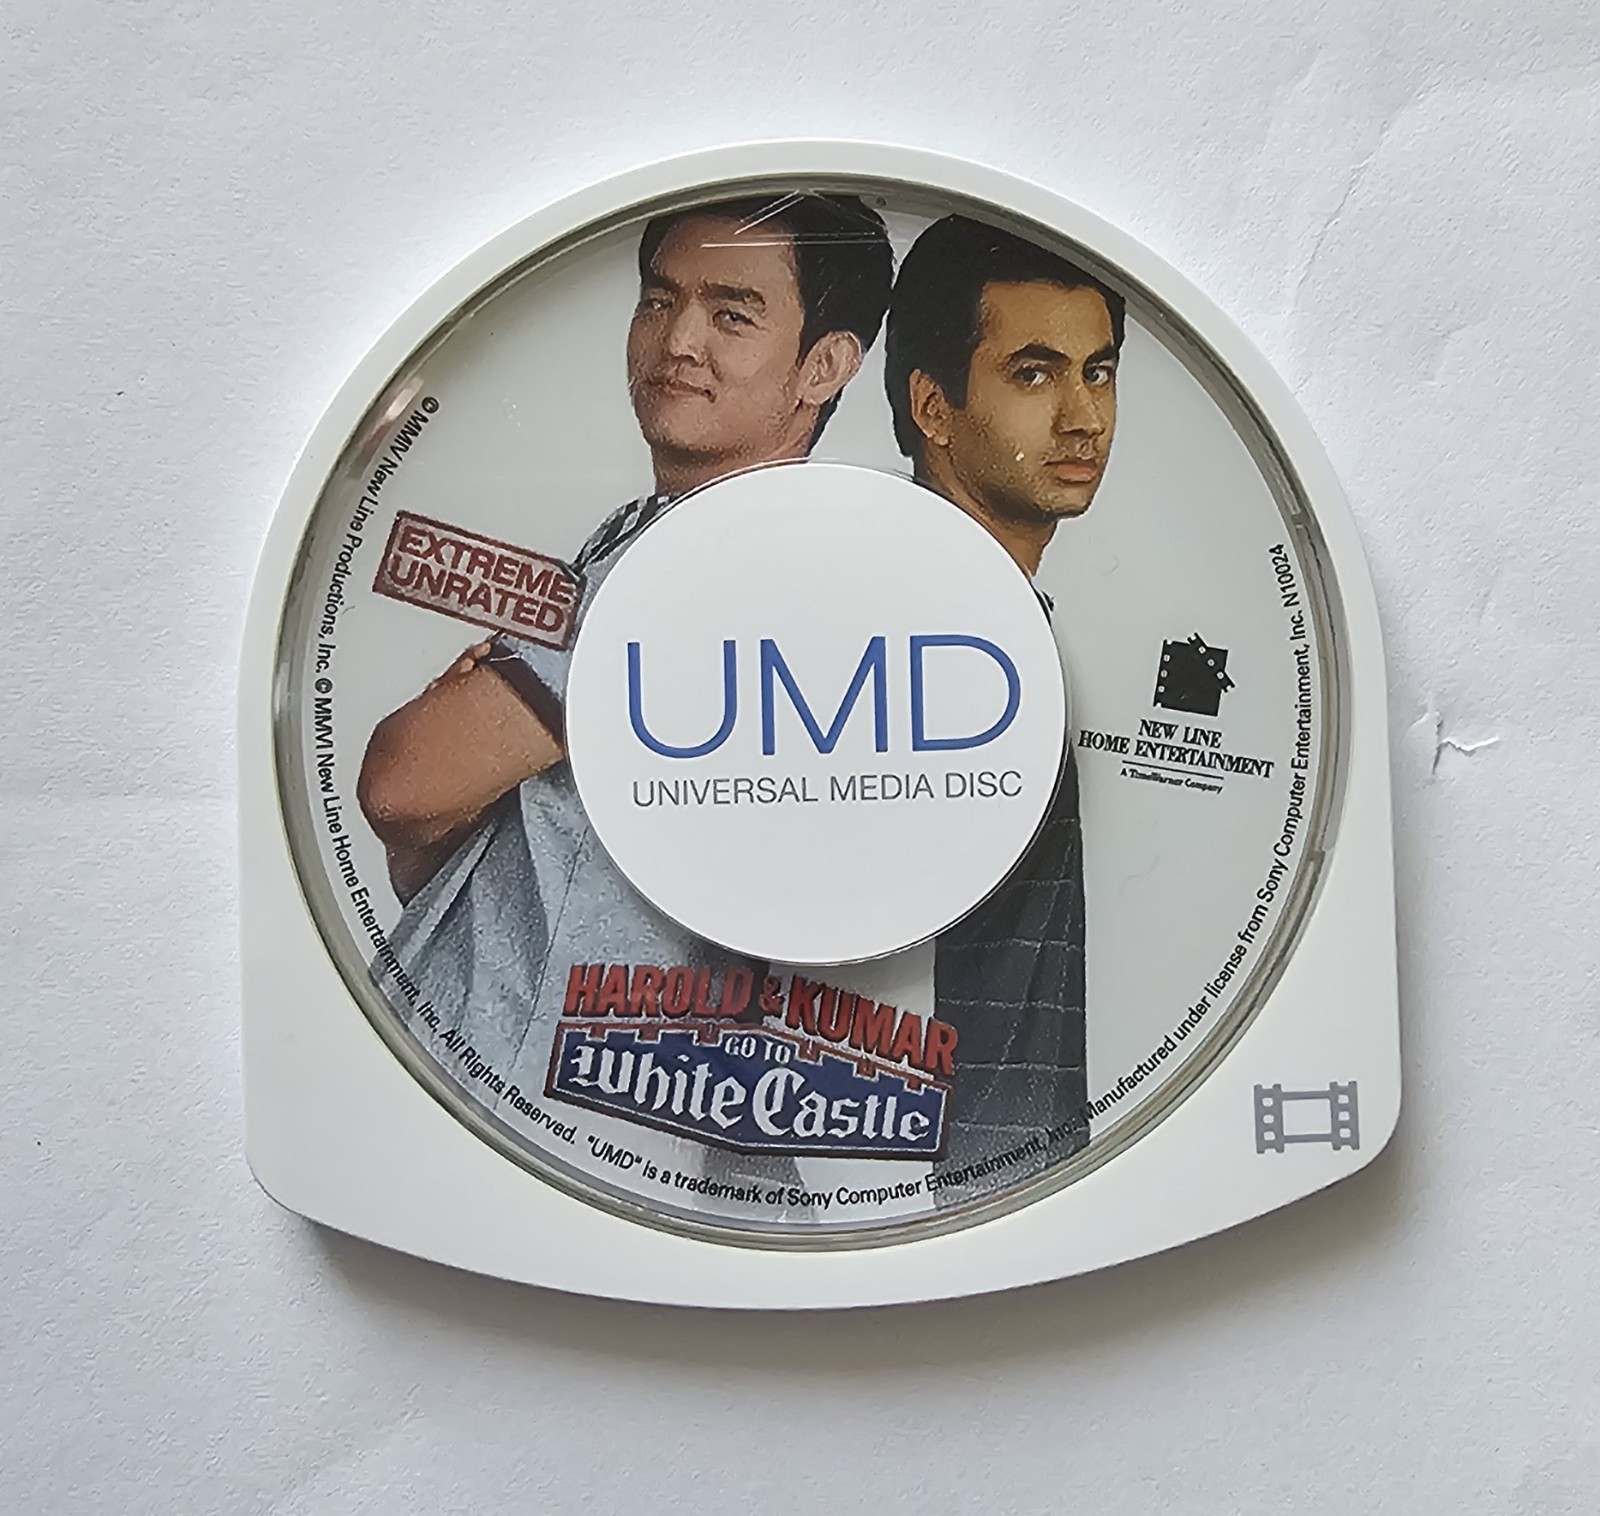 EXTREME
UNRATED
UMD
UNIVERSAL MEDIA DISC
NEW LINE
HOME ENTERTAINMENT
A TimeWarner Company
HAROLD & KUMAR
GO TO
White Castle
© MMIV New Line Productions, Inc. © MMVI New Line Home Entertainment, Inc. All Rights Reserved. "UMD" is a trademark of Sony Computer Entertainment, Inc. Manufactured under license from Sony Computer Entertainment, Inc. N10024